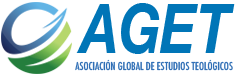 AGET
ASOCIACIÓN GLOBAL DE ESTUDIOS TEOLÓGICOS